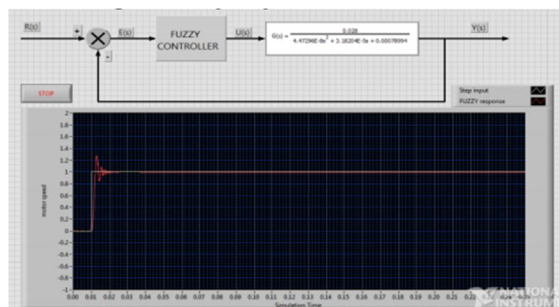 R(s)
+
E(s)
FUZZY
CONTROLLER
U(s)
G(s) =
0.028
Y(s)
-
STOP
Step input
FUZZY response
motor speed
2
1.8
1.6
1.4
1.2
1
0.8
0.6
0.4
0.2
0
-0.2
-0.4
-0.6
-0.8
-1
0.00 0.01 0.02 0.03 0.04 0.05 0.06 0.07 0.08 0.09 0.10 0.11 0.12 0.13 0.14 0.15 0.16 0.17 0.18 0.19 0.20 0.21 0.22
Simulation Time
NATIONAL
INSTRUM